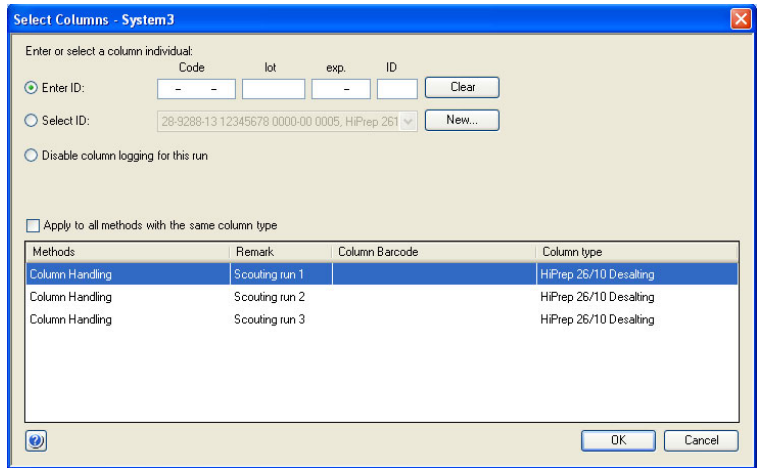 Select Columns - System3
Enter or select a column individual:
Code lot exp. ID
Enter ID: - - - Clear
Select ID: 28-9288-13 12345678 0000-00 0005, HiPrep 261 New...
Disable column logging for this run
Apply to all methods with the same column type
Methods Remark Column Barcode Column type
Column Handling Scouting run 1 HiPrep 26/10 Desalting
Column Handling Scouting run 2 HiPrep 26/10 Desalting
Column Handling Scouting run 3 HiPrep 26/10 Desalting
OK Cancel